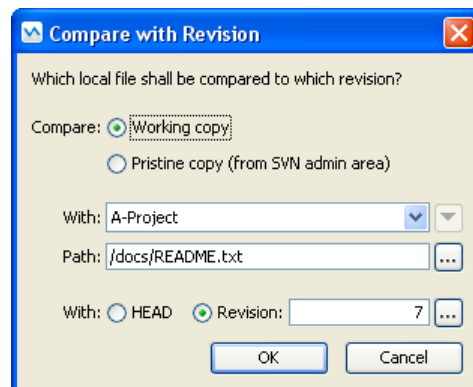 Compare with Revision
Which local file shall be compared to which revision?
Compare: Working copy
Pristine copy (from SVN admin area)
With: A-Project
Path: /docs/README.txt
...
With: HEAD Revision: 7 ...
OK Cancel